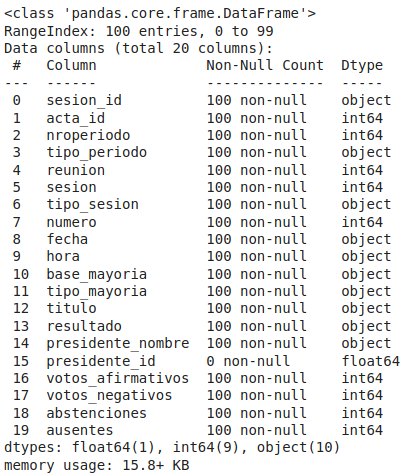 <class 'pandas.core.frame.DataFrame'>
RangeIndex: 100 entries, 0 to 99
Data columns (total 20 columns):
 #   Column             Non-Null Count  Dtype
---  ------             --------------  -----
 0   sesion_id          100 non-null    object
 1   acta_id            100 non-null    int64
 2   nroperiodo         100 non-null    int64
 3   tipo_periodo       100 non-null    object
 4   reunion            100 non-null    int64
 5   sesion             100 non-null    int64
 6   tipo_sesion        100 non-null    object
 7   numero             100 non-null    int64
 8   fecha              100 non-null    object
 9   hora               100 non-null    object
 10  base_mayoria       100 non-null    object
 11  tipo_mayoria       100 non-null    object
 12  titulo             100 non-null    object
 13  resultado          100 non-null    object
 14  presidente_nombre  100 non-null    object
 15  presidente_id      0 non-null      float64
 16  votos_afirmativos  100 non-null    int64
 17  votos_negativos    100 non-null    int64
 18  abstenciones       100 non-null    int64
 19  ausentes           100 non-null    int64
dtypes: float64(1), int64(9), object(10)
memory usage: 15.8+ KB